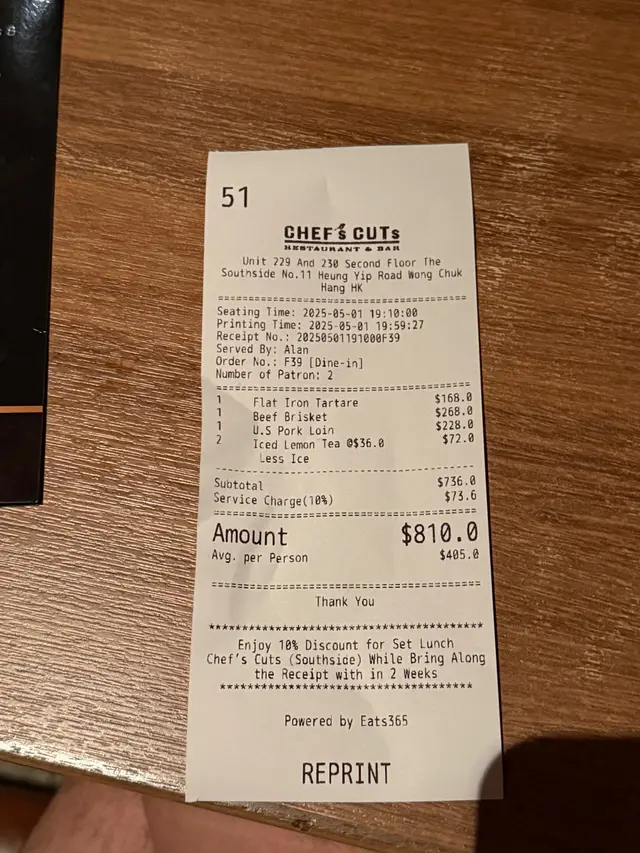 51
CHEF's CUTs
RESTAURANT & BAR
Unit 229 And 230 Second Floor The
Southside No.11 Heung Yip Road Wong Chuk
Hang HK
Seating Time: 2025-05-01 19:10:00
Printing Time: 2025-05-01 19:59:27
Receipt No.: 20250501191000F39
Served By: Alan
Order No.: F39 [Dine-in]
Number of Patron: 2
1 Flat Iron Tartare $168.0
1 Beef Brisket $268.0
1 U.S Pork Loin $228.0
2 Iced Lemon Tea @$36.0 $72.0
Less Ice
Subtotal $736.0
Service Charge(10%) $73.6
Amount $810.0
Avg. per Person $405.0
Thank You
****************************************
Enjoy 10% Discount for Set Lunch
Chef's Cuts (Southside) While Bring Along
the Receipt with in 2 Weeks
****************************************
Powered by Eats365
REPRINT